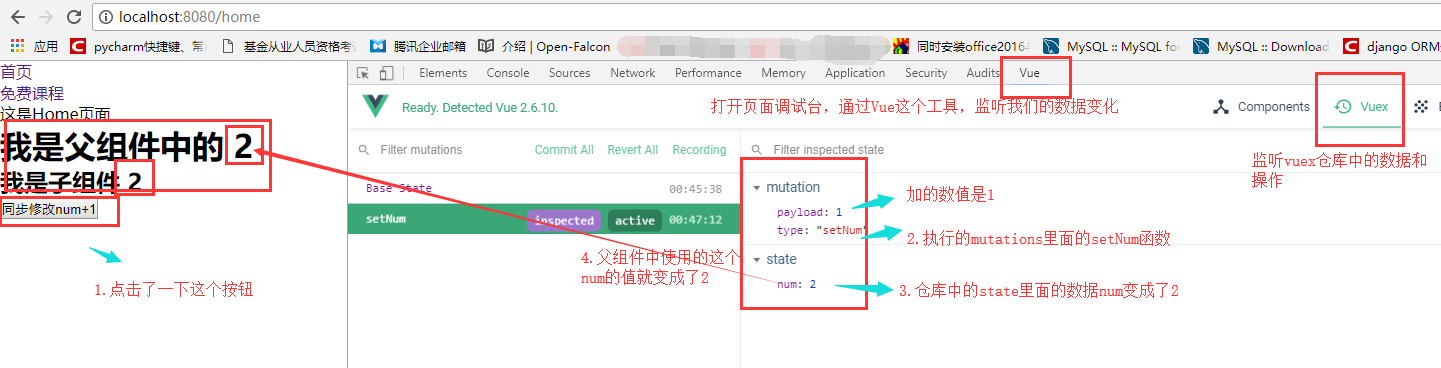 localhost:8080/home
应用 pycharm快捷键、常 基金从业人员资格考 腾讯企业邮箱 介绍 | Open-Falcon 同时安装office2016 MySQL :: MySQL fo MySQL :: Download django ORM
首页
免费课程
这是Home页面
我是父组件中的 2
我是子组件 2
同步修改num+1
1.点击了一下这个按钮
Elements Console Sources Network Performance Memory Application Security Audits Vue
Ready. Detected Vue 2.6.10.
打开页面调试台，通过Vue这个工具，监听我们的数据变化
Components Vuex
监听vuex仓库中的数据和
操作
Filter mutations Commit All Revert All Recording
Base State 00:45:38
setNum inspected active 00:47:12
4.父组件中使用的这个
num的值就变成了2
Filter inspected state
mutation
payload: 1
type: "setNum"
state
num: 2
加的数值是1
2.执行的mutations里面的setNum函数
3.仓库中的state里面的数据num变成了2